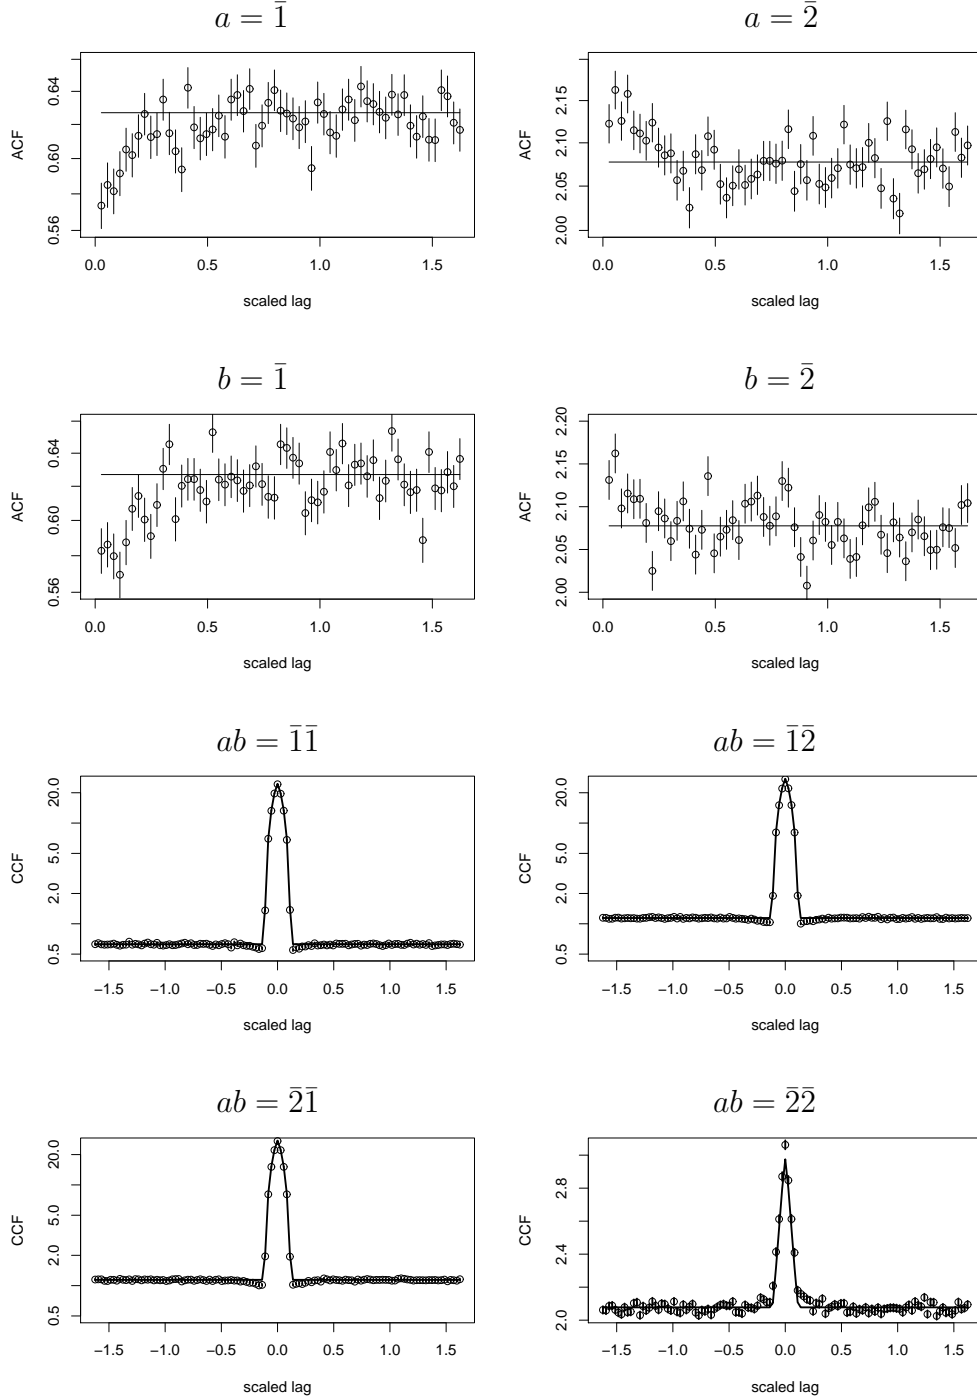 a = 1̄
a = 2̄
ACF
0.56 0.60 0.64
0.0 0.5 1.0 1.5
scaled lag
ACF
2.00 2.05 2.10 2.15
0.0 0.5 1.0 1.5
scaled lag
b = 1̄
b = 2̄
ACF
0.56 0.60 0.64
0.0 0.5 1.0 1.5
scaled lag
ACF
2.00 2.05 2.10 2.15 2.20
0.0 0.5 1.0 1.5
scaled lag
ab = 1̄1̄
ab = 1̄2̄
CCF
0.5 2.0 5.0 20.0
−1.5 −1.0 −0.5 0.0 0.5 1.0 1.5
scaled lag
CCF
0.5 2.0 5.0 20.0
−1.5 −1.0 −0.5 0.0 0.5 1.0 1.5
scaled lag
ab = 2̄1̄
ab = 2̄2̄
CCF
0.5 2.0 5.0 20.0
−1.5 −1.0 −0.5 0.0 0.5 1.0 1.5
scaled lag
CCF
2.0 2.4 2.8
−1.5 −1.0 −0.5 0.0 0.5 1.0 1.5
scaled lag